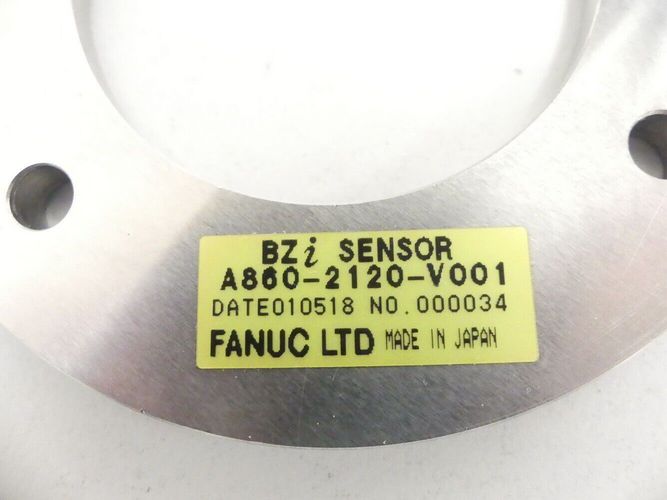 BZi SENSOR
A860-2120-V001
DATE010518 NO.000034
FANUC LTD MADE IN JAPAN